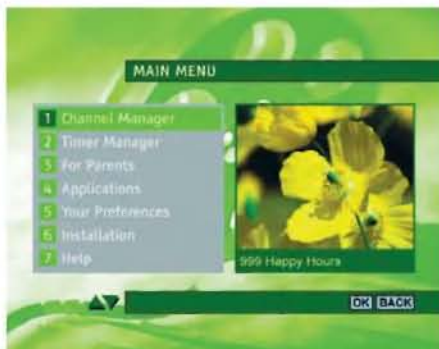 MAIN MENU
1 Channel Manager
2 Timer Manager
3 For Parents
4 Applications
5 Your Preferences
6 Installation
7 Help
999 Happy Hours
OK BACK